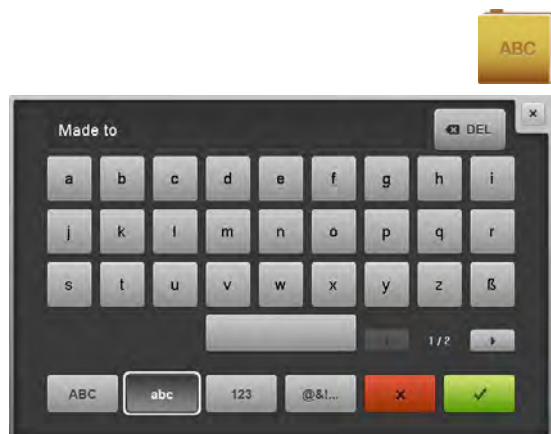 ABC
Made to DEL ×
a b c d e f g h i
j k l m n o p q r
s t u v w x y z ß
1/2
ABC abc 123 @&!...